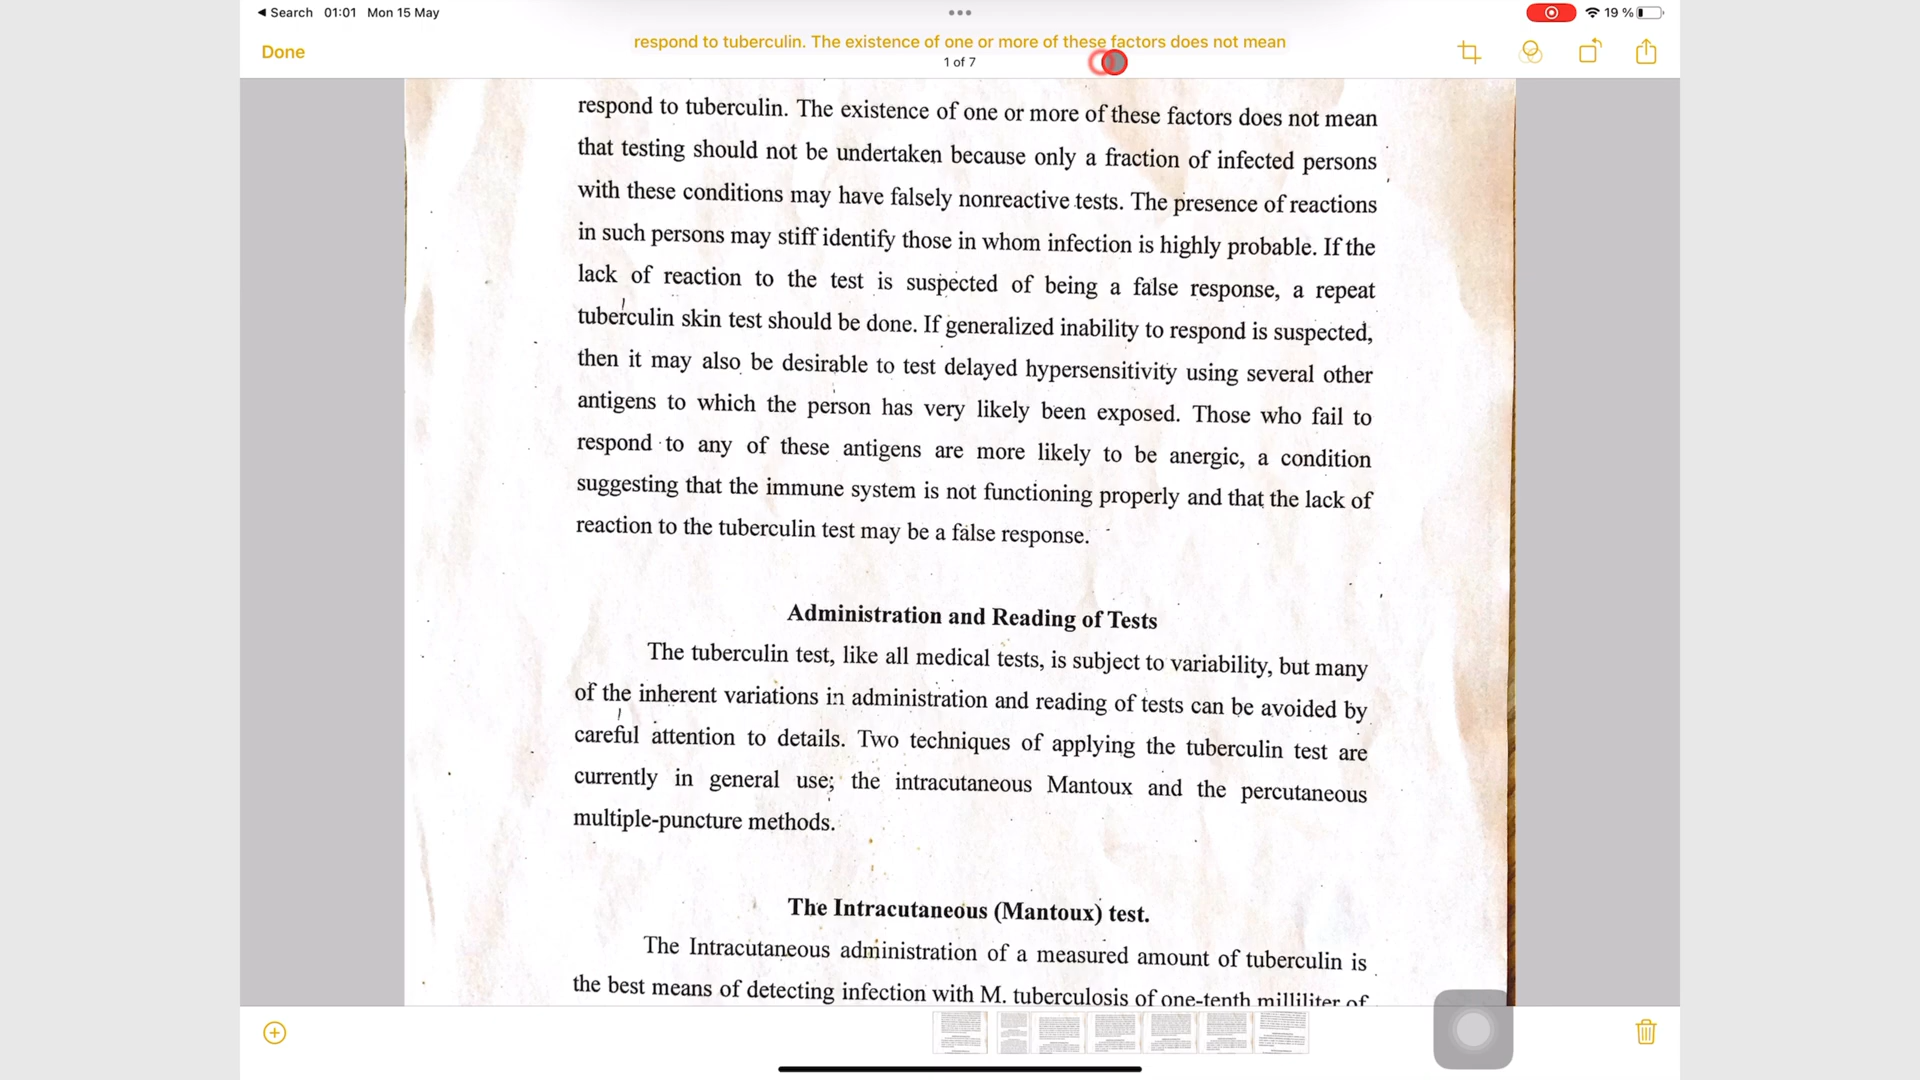 Search 01:01 Mon 15 May
19 %
Done
respond to tuberculin. The existence of one or more of these factors does not mean
1 of 7
respond to tuberculin. The existence of one or more of these factors does not mean
that testing should not be undertaken because only a fraction of infected persons
with these conditions may have falsely nonreactive tests. The presence of reactions
in such persons may stiff identify those in whom infection is highly probable. If the
lack of reaction to the test is suspected of being a false response, a repeat
tuberculin skin test should be done. If generalized inability to respond is suspected,
then it may also be desirable to test delayed hypersensitivity using several other
antigens to which the person has very likely been exposed. Those who fail to
respond to any of these antigens are more likely to be anergic, a condition
suggesting that the immune system is not functioning properly and that the lack of
reaction to the tuberculin test may be a false response.
Administration and Reading of Tests
The tuberculin test, like all medical tests, is subject to variability, but many
of the inherent variations in administration and reading of tests can be avoided by
careful attention to details. Two techniques of applying the tuberculin test are
currently in general use; the intracutaneous Mantoux and the percutaneous
multiple-puncture methods.
The Intracutaneous (Mantoux) test.
The Intracutaneous administration of a measured amount of tuberculin is
the best means of detecting infection with M. tuberculosis of one-tenth milliliter of